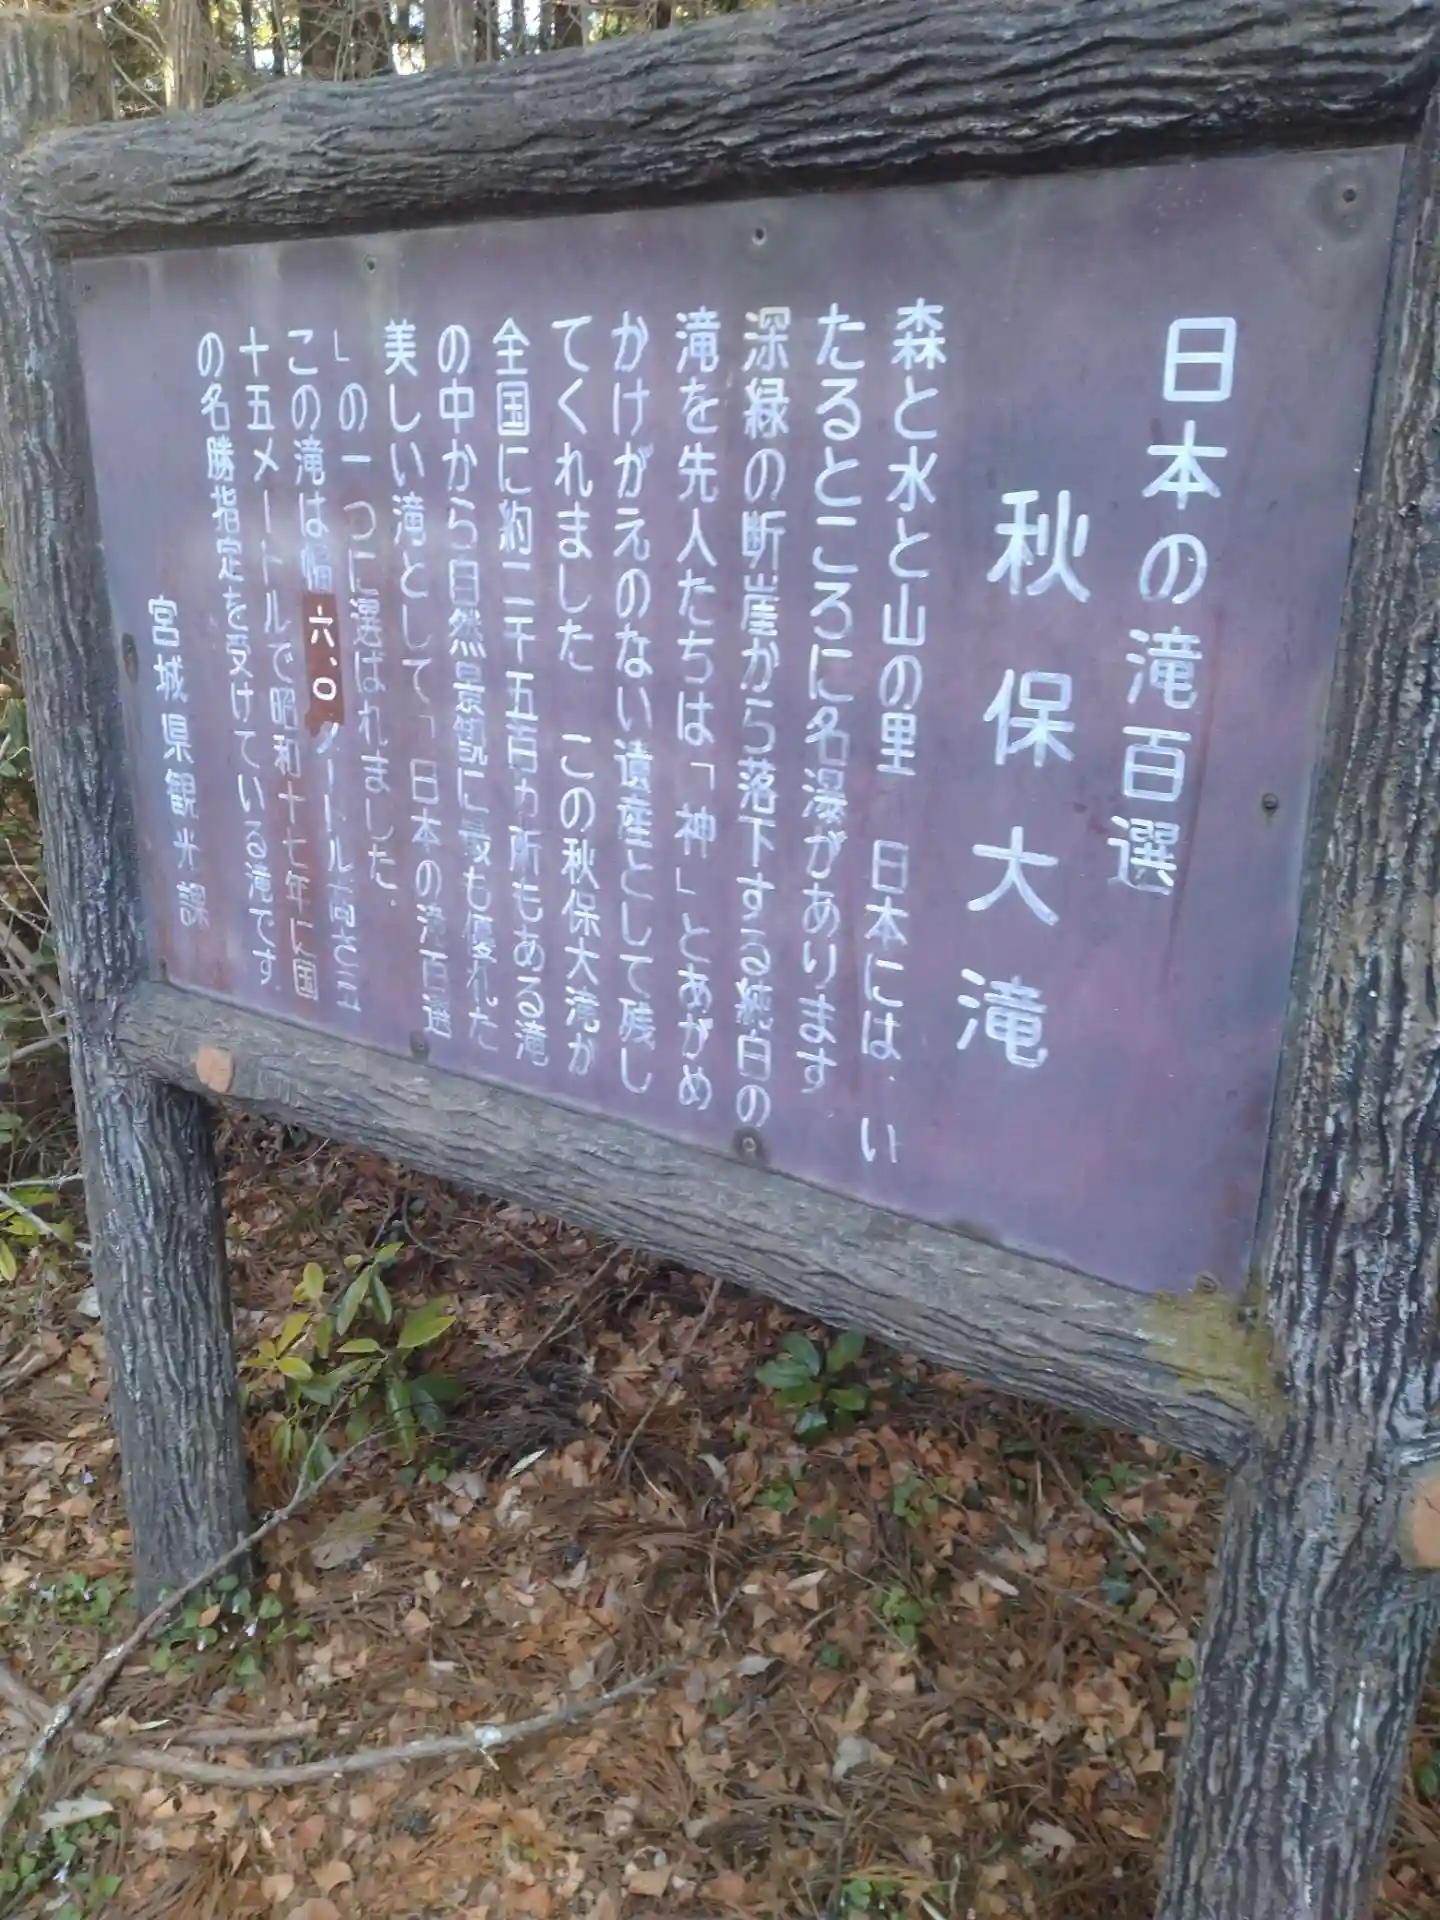 日本の滝百選
秋保大滝
森と水と山の里　日本には、い
たるところに名瀑があります
深緑の断崖から落下する純白の
滝を先人たちは「神」とあがめ
かけがえのない遺産として残し
てくれました　この秋保大滝が
全国に約二千五百カ所もある滝
の中から自然景観に最も優れた
美しい滝として「日本の滝百選
」の一つに選ばれました.
この滝は幅六.〇メートル高さ五
十五メートルで昭和十七年に国
の名勝指定を受けている滝です.
宮城県観光課